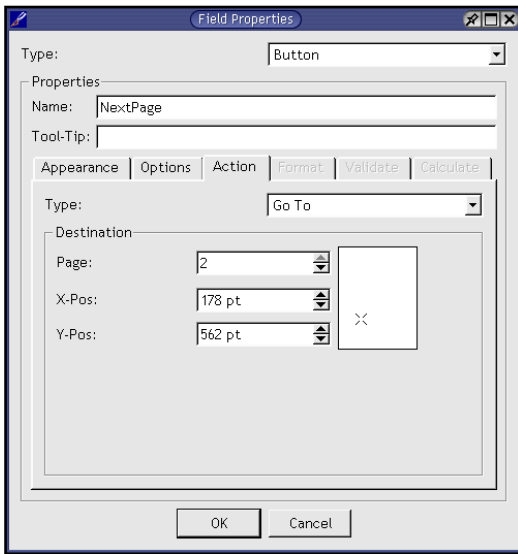 Field Properties
Type: Button
Properties
Name: NextPage
Tool-Tip:
Appearance Options Action Format Validate Calculate
Type: Go To
Destination
Page: 2
X-Pos: 178 pt
Y-Pos: 562 pt
OK Cancel